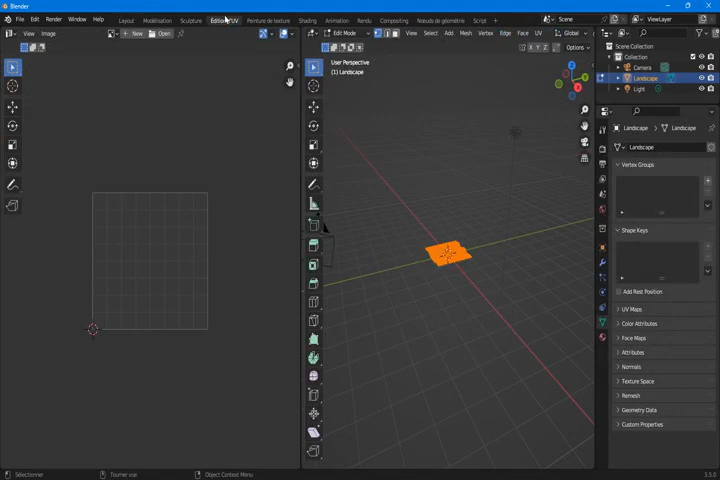 Blender
File Edit Render Window Help Layout Modélisation Sculpture Édition UV Peinture de texture Shading Animation Rendu Compositing Nœuds de géométrie Script + Scene ViewLayer
View Image + New Open Edit Mode View Select Add Mesh Vertex Edge Face UV Global
X Y Z Options
User Perspective
(1) Landscape
Scene Collection
Collection
Camera
Landscape
Light
Landscape > Landscape
Landscape
Vertex Groups
Shape Keys
Add Rest Position
UV Maps
Color Attributes
Face Maps
Attributes
Normals
Texture Space
Remesh
Geometry Data
Custom Properties
Sélectionner Tourner vue Object Context Menu 3.5.0